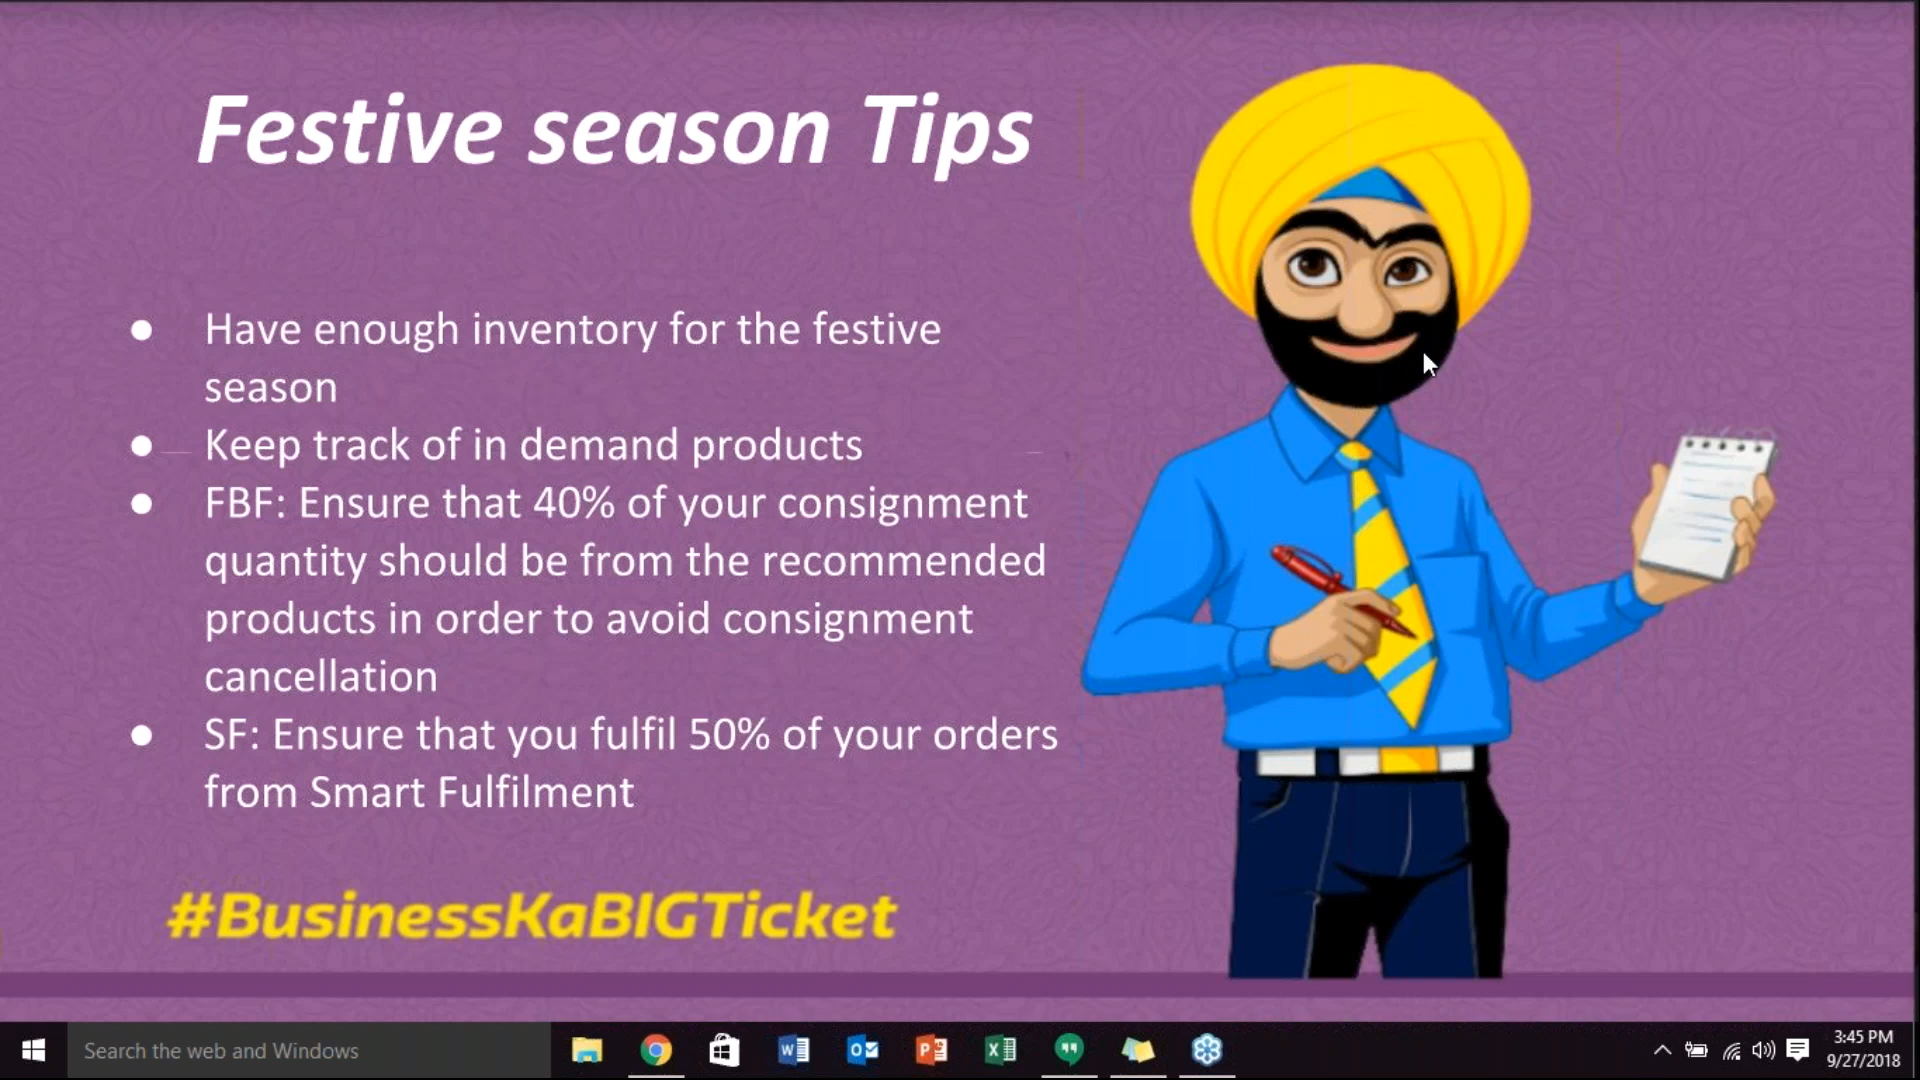 Festive season Tips
● Have enough inventory for the festive
season
● Keep track of in demand products
● FBF: Ensure that 40% of your consignment
quantity should be from the recommended
products in order to avoid consignment
cancellation
● SF: Ensure that you fulfil 50% of your orders
from Smart Fulfilment
#BusinessKaBIGTicket
Search the web and Windows
3:45 PM
9/27/2018